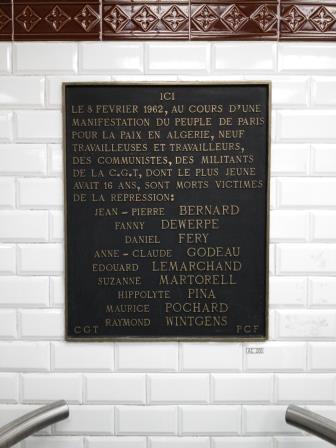 ICI
LE 8 FEVRIER 1962, AU COURS D'UNE
MANIFESTATION DU PEUPLE DE PARIS
POUR LA PAIX EN ALGERIE, NEUF
TRAVAILLEUSES ET TRAVAILLEURS,
DES COMMUNISTES, DES MILITANTS
DE LA C.G.T, DONT LE PLUS JEUNE
AVAIT 16 ANS, SONT MORTS VICTIMES
DE LA REPRESSION:
JEAN-PIERRE BERNARD
FANNY DEWERPE
DANIEL FERY
ANNE-CLAUDE GODEAU
EDOUARD LEMARCHAND
SUZANNE MARTORELL
HIPPOLYTE PINA
MAURICE POCHARD
RAYMOND WINTGENS
CGT PCF